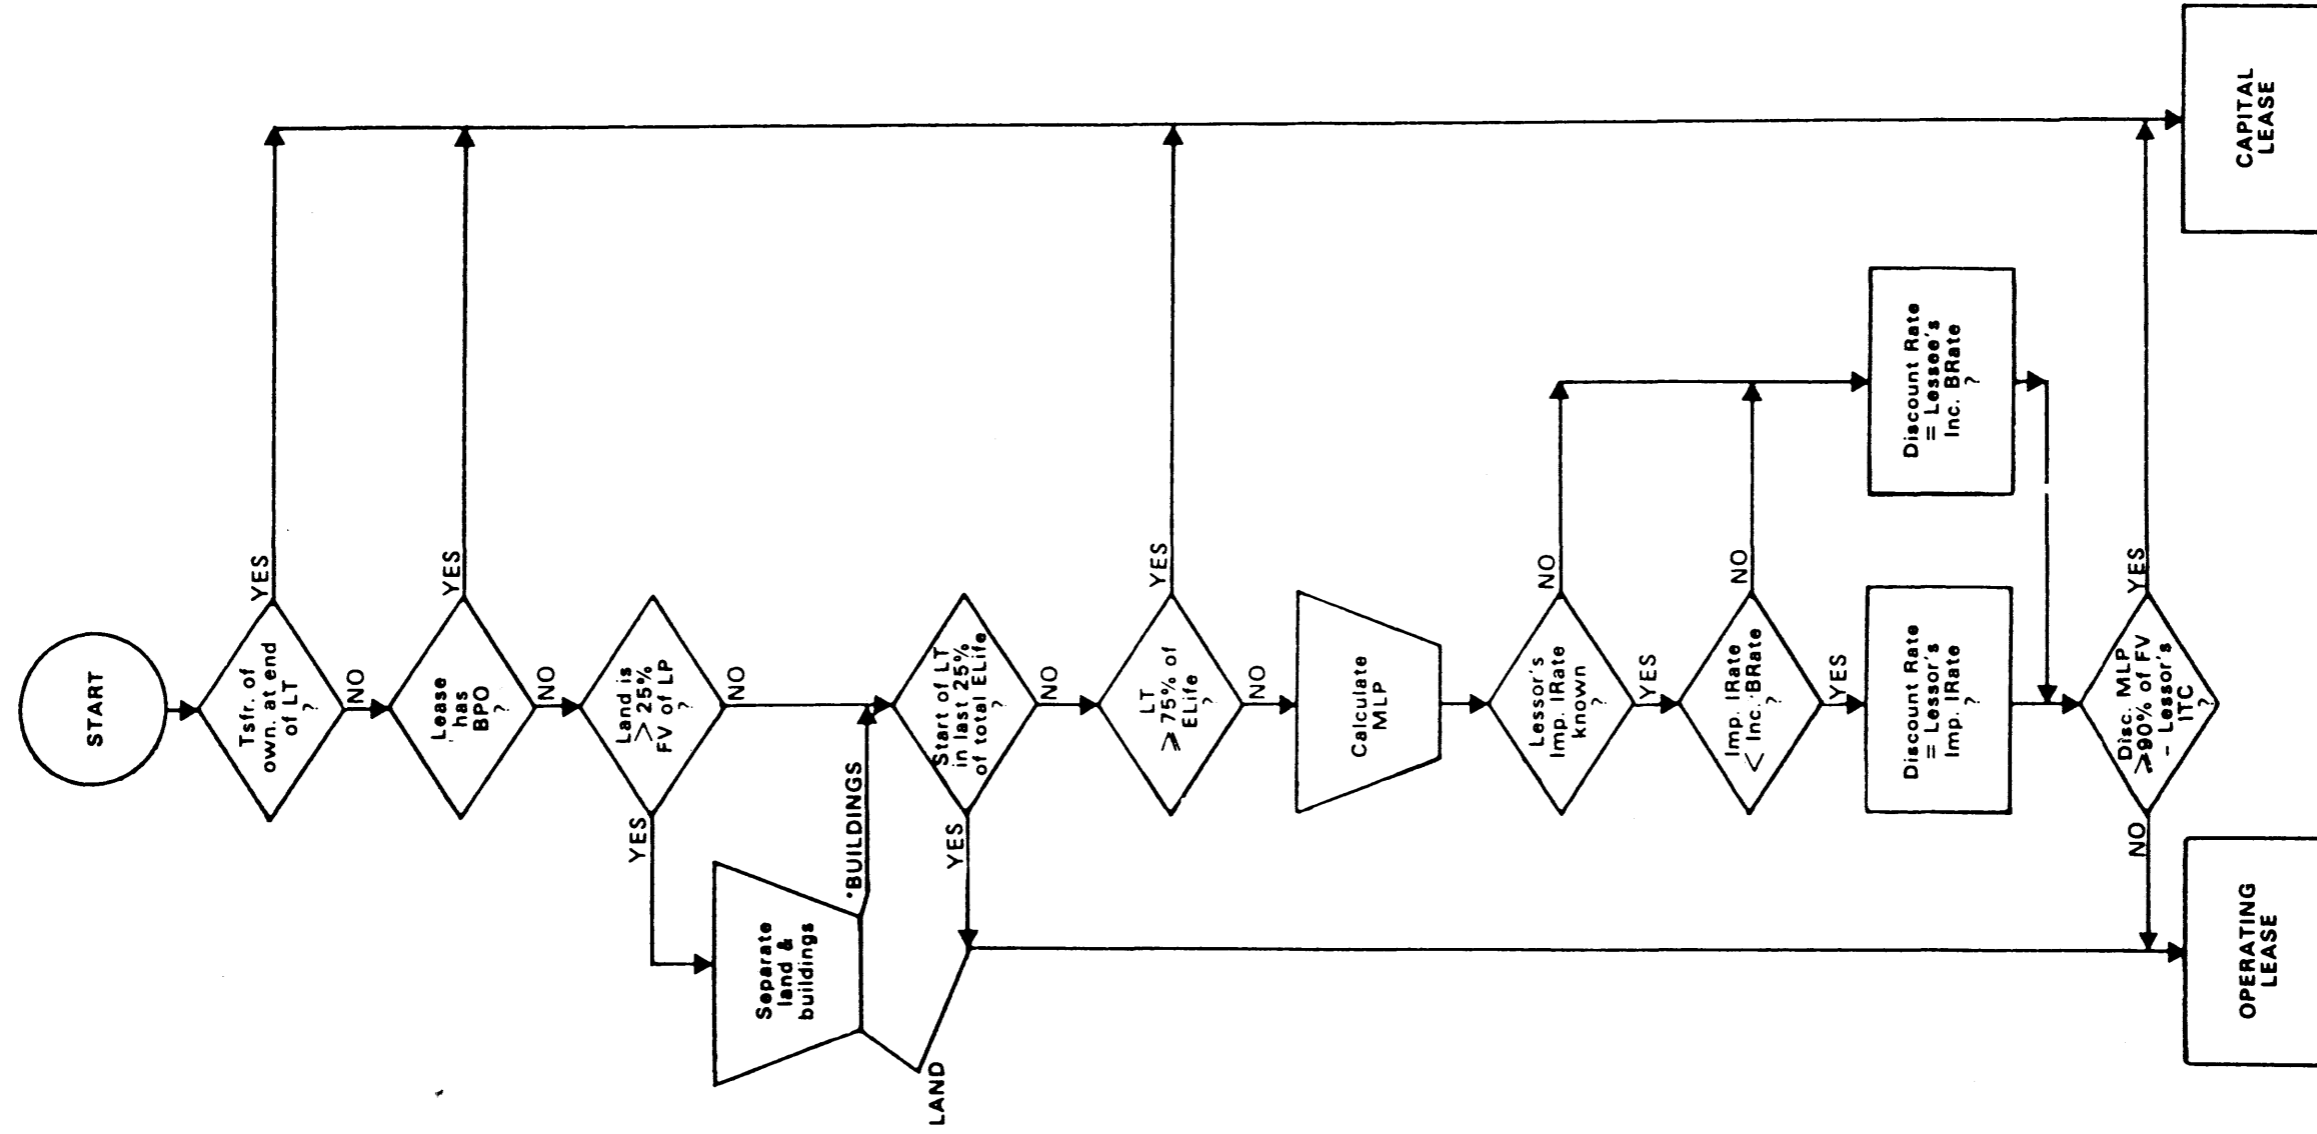 START
Tsfr. of
own. at end
of LT
?
YES
NO
Lease
has
BPO
?
YES
NO
Land is
> 25%
FV of LP
?
YES
NO
Separate
land &
buildings
*BUILDINGS
LAND
Start of LT
in last 25%
of total ELife
?
YES
NO
LT
⩾75% of
ELife
?
YES
NO
Calculate
MLP
Lessor's
Imp. IRate
known
?
NO
YES
Imp. IRate
< Inc. BRate
?
NO
YES
Discount Rate
= Lessor's
Imp. IRate
?
Discount Rate
= Lessee's
Inc. BRate
?
Disc. MLP
⩾90% of FV
- Lessor's
ITC
?
YES
NO
OPERATING
LEASE
CAPITAL
LEASE